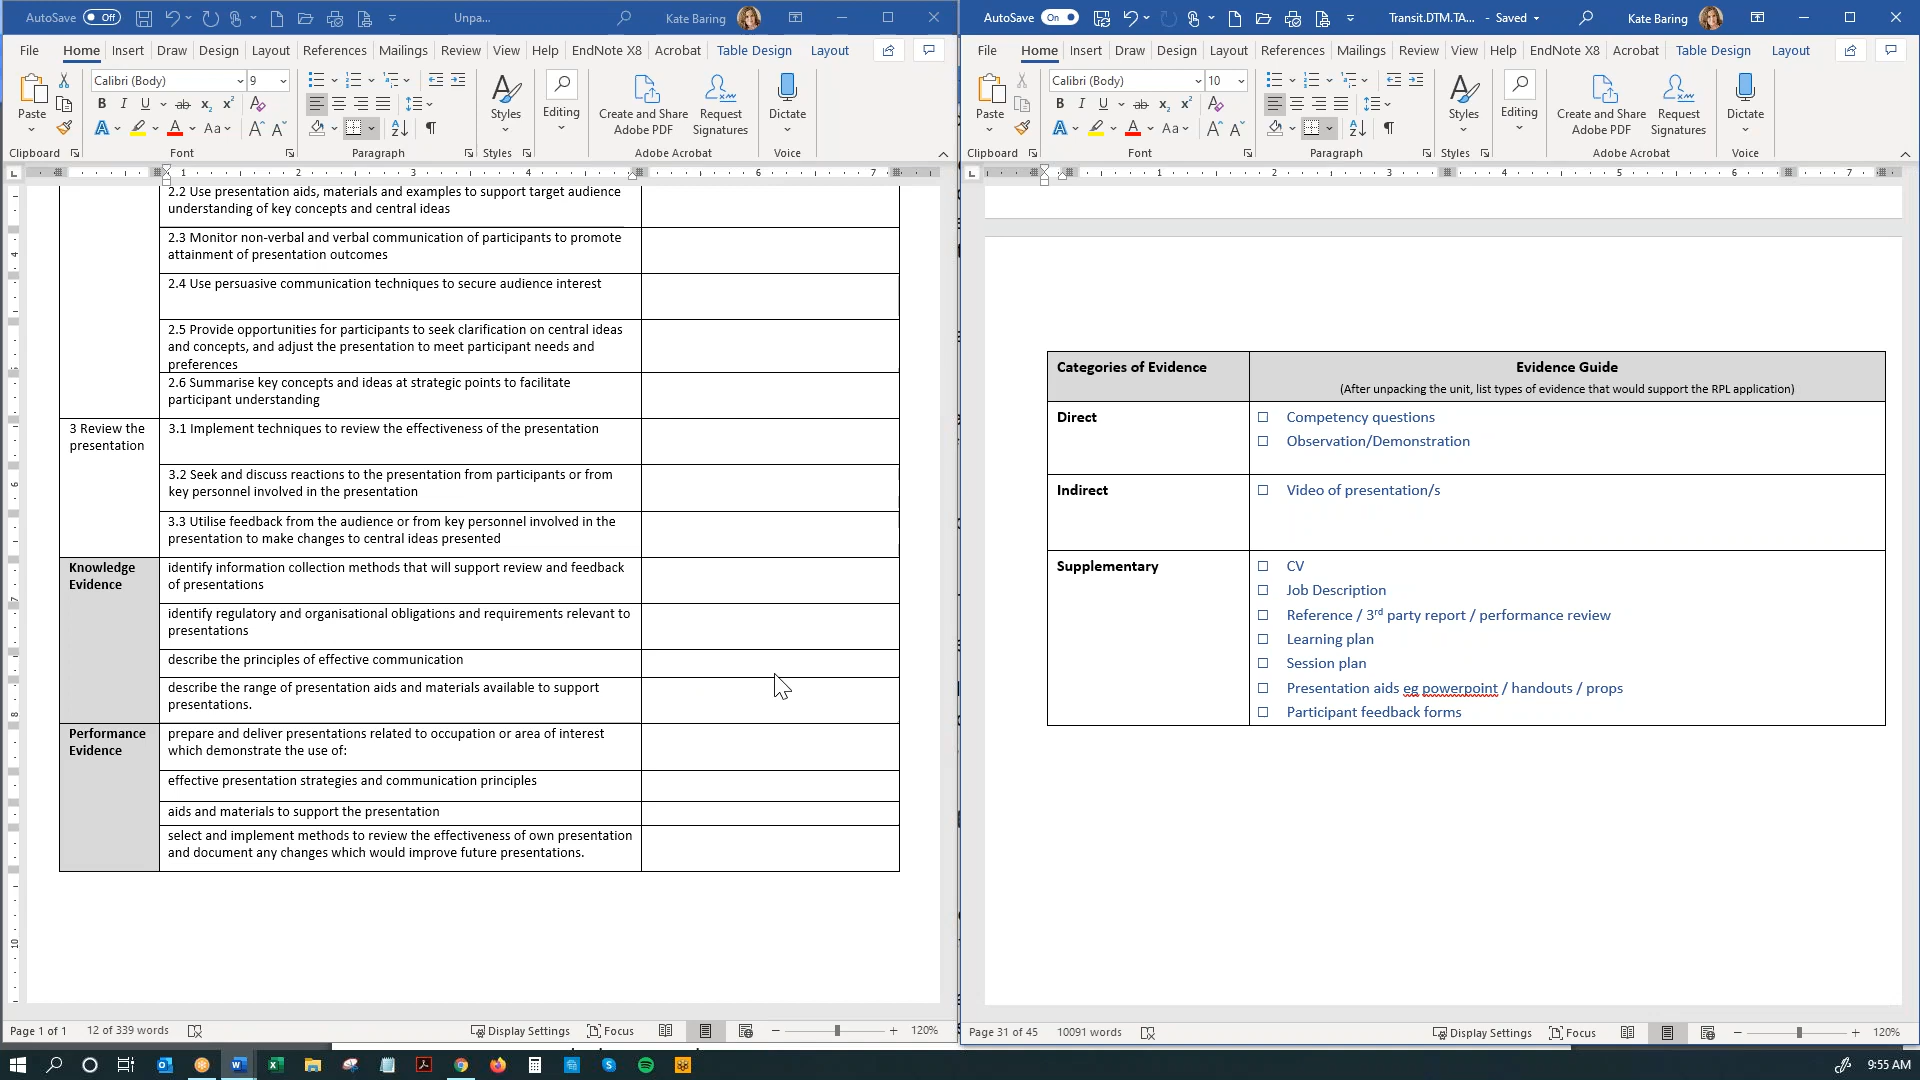 AutoSave Off Unpa... Kate Baring
File Home Insert Draw Design Layout References Mailings Review View Help EndNote X8 Acrobat Table Design Layout
Calibri (Body) 9
Paste
Styles
Editing
Create and Share Adobe PDF
Request Signatures
Dictate
Clipboard Font Paragraph Styles Adobe Acrobat Voice
2.2 Use presentation aids, materials and examples to support target audience
understanding of key concepts and central ideas
2.3 Monitor non-verbal and verbal communication of participants to promote
attainment of presentation outcomes
2.4 Use persuasive communication techniques to secure audience interest
2.5 Provide opportunities for participants to seek clarification on central ideas
and concepts, and adjust the presentation to meet participant needs and
preferences
2.6 Summarise key concepts and ideas at strategic points to facilitate
participant understanding
3 Review the
presentation
3.1 Implement techniques to review the effectiveness of the presentation
3.2 Seek and discuss reactions to the presentation from participants or from
key personnel involved in the presentation
3.3 Utilise feedback from the audience or from key personnel involved in the
presentation to make changes to central ideas presented
Knowledge
Evidence
identify information collection methods that will support review and feedback
of presentations
identify regulatory and organisational obligations and requirements relevant to
presentations
describe the principles of effective communication
describe the range of presentation aids and materials available to support
presentations.
Performance
Evidence
prepare and deliver presentations related to occupation or area of interest
which demonstrate the use of:
effective presentation strategies and communication principles
aids and materials to support the presentation
select and implement methods to review the effectiveness of own presentation
and document any changes which would improve future presentations.
Page 1 of 1 12 of 339 words Display Settings Focus 120%
AutoSave On Transit.DTM.TA... - Saved Kate Baring
File Home Insert Draw Design Layout References Mailings Review View Help EndNote X8 Acrobat Table Design Layout
Calibri (Body) 10
Paste
Styles
Editing
Create and Share Adobe PDF
Request Signatures
Dictate
Clipboard Font Paragraph Styles Adobe Acrobat Voice
Categories of Evidence
Evidence Guide
(After unpacking the unit, list types of evidence that would support the RPL application)
Direct
Competency questions
Observation/Demonstration
Indirect
Video of presentation/s
Supplementary
CV
Job Description
Reference / 3rd party report / performance review
Learning plan
Session plan
Presentation aids eg powerpoint / handouts / props
Participant feedback forms
Page 31 of 45 10091 words Display Settings Focus 120%
9:55 AM